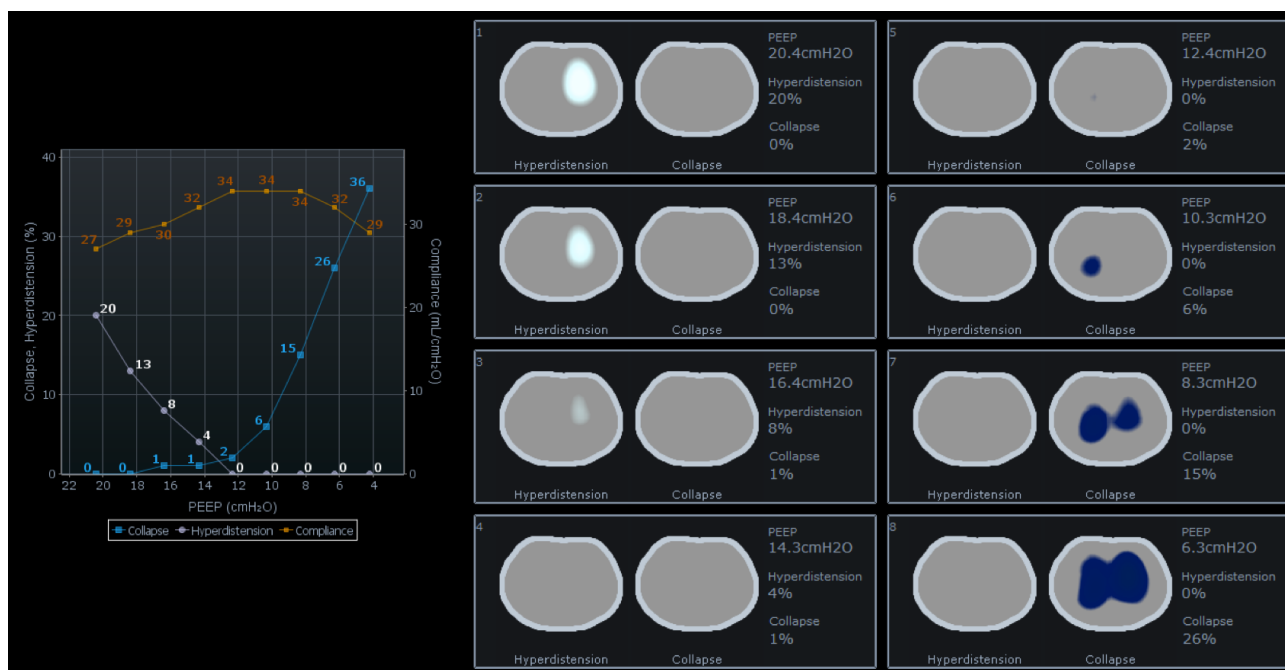 40
30
20
10
0
Collapse, Hyperdistension (%)
27
29
30
32
34
34
34
32
29
36
26
15
6
2
1
1
0
0
20
13
8
4
0
0
0
0
0
30
20
10
0
Compliance (mL/cmH₂O)
22 20 18 16 14 12 10 8 6 4
PEEP (cmH₂O)
Collapse Hyperdistension Compliance
1
PEEP
20.4cmH2O
Hyperdistension
20%
Collapse
0%
Hyperdistension Collapse
2
PEEP
18.4cmH2O
Hyperdistension
13%
Collapse
0%
Hyperdistension Collapse
3
PEEP
16.4cmH2O
Hyperdistension
8%
Collapse
1%
Hyperdistension Collapse
4
PEEP
14.3cmH2O
Hyperdistension
4%
Collapse
1%
Hyperdistension Collapse
5
PEEP
12.4cmH2O
Hyperdistension
0%
Collapse
2%
Hyperdistension Collapse
6
PEEP
10.3cmH2O
Hyperdistension
0%
Collapse
6%
Hyperdistension Collapse
7
PEEP
8.3cmH2O
Hyperdistension
0%
Collapse
15%
Hyperdistension Collapse
8
PEEP
6.3cmH2O
Hyperdistension
0%
Collapse
26%
Hyperdistension Collapse